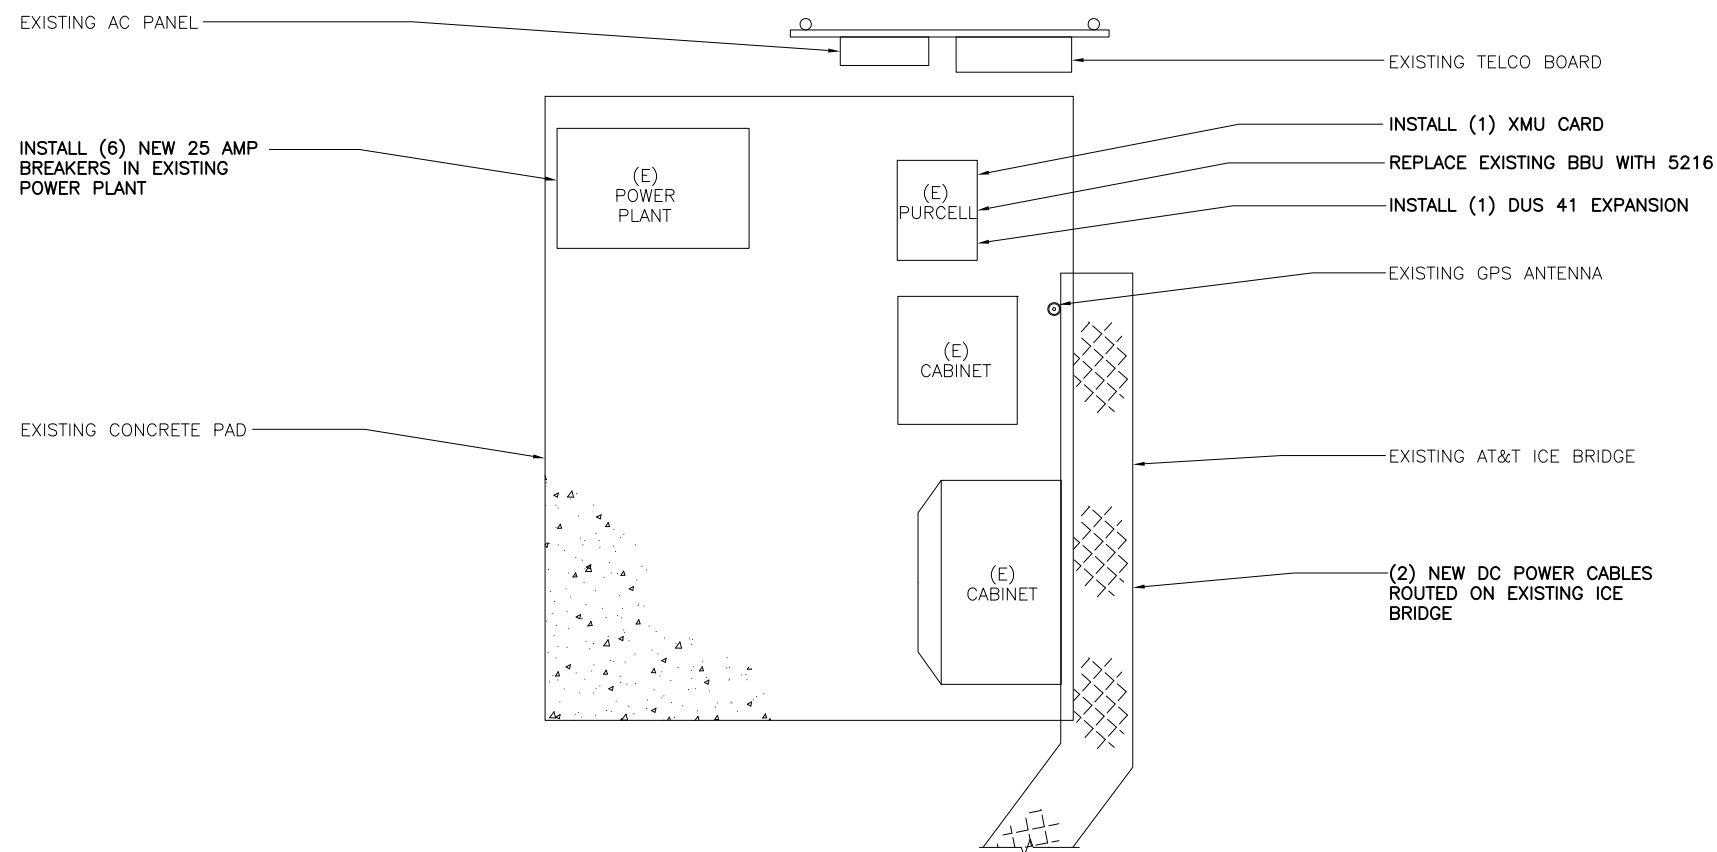 EXISTING AC PANEL
EXISTING TELCO BOARD
INSTALL (6) NEW 25 AMP
BREAKERS IN EXISTING
POWER PLANT
(E)
POWER
PLANT
(E)
PURCELL
INSTALL (1) XMU CARD
REPLACE EXISTING BBU WITH 5216
INSTALL (1) DUS 41 EXPANSION
EXISTING GPS ANTENNA
(E)
CABINET
EXISTING CONCRETE PAD
EXISTING AT&T ICE BRIDGE
(E)
CABINET
(2) NEW DC POWER CABLES
ROUTED ON EXISTING ICE
BRIDGE